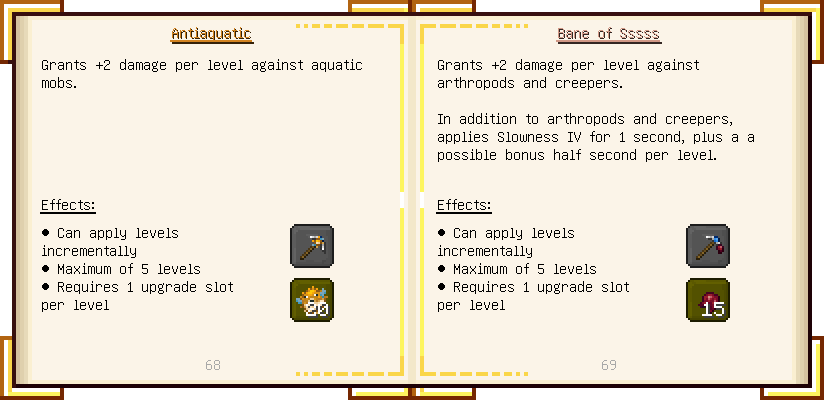 Antiaquatic
Grants +2 damage per level against aquatic
mobs.
Effects:
• Can apply levels
incrementally
• Maximum of 5 levels
• Requires 1 upgrade slot
per level
20
68
Bane of Sssss
Grants +2 damage per level against
arthropods and creepers.
In addition to arthropods and creepers,
applies Slowness IV for 1 second, plus a a
possible bonus half second per level.
Effects:
• Can apply levels
incrementally
• Maximum of 5 levels
• Requires 1 upgrade slot
per level
15
69